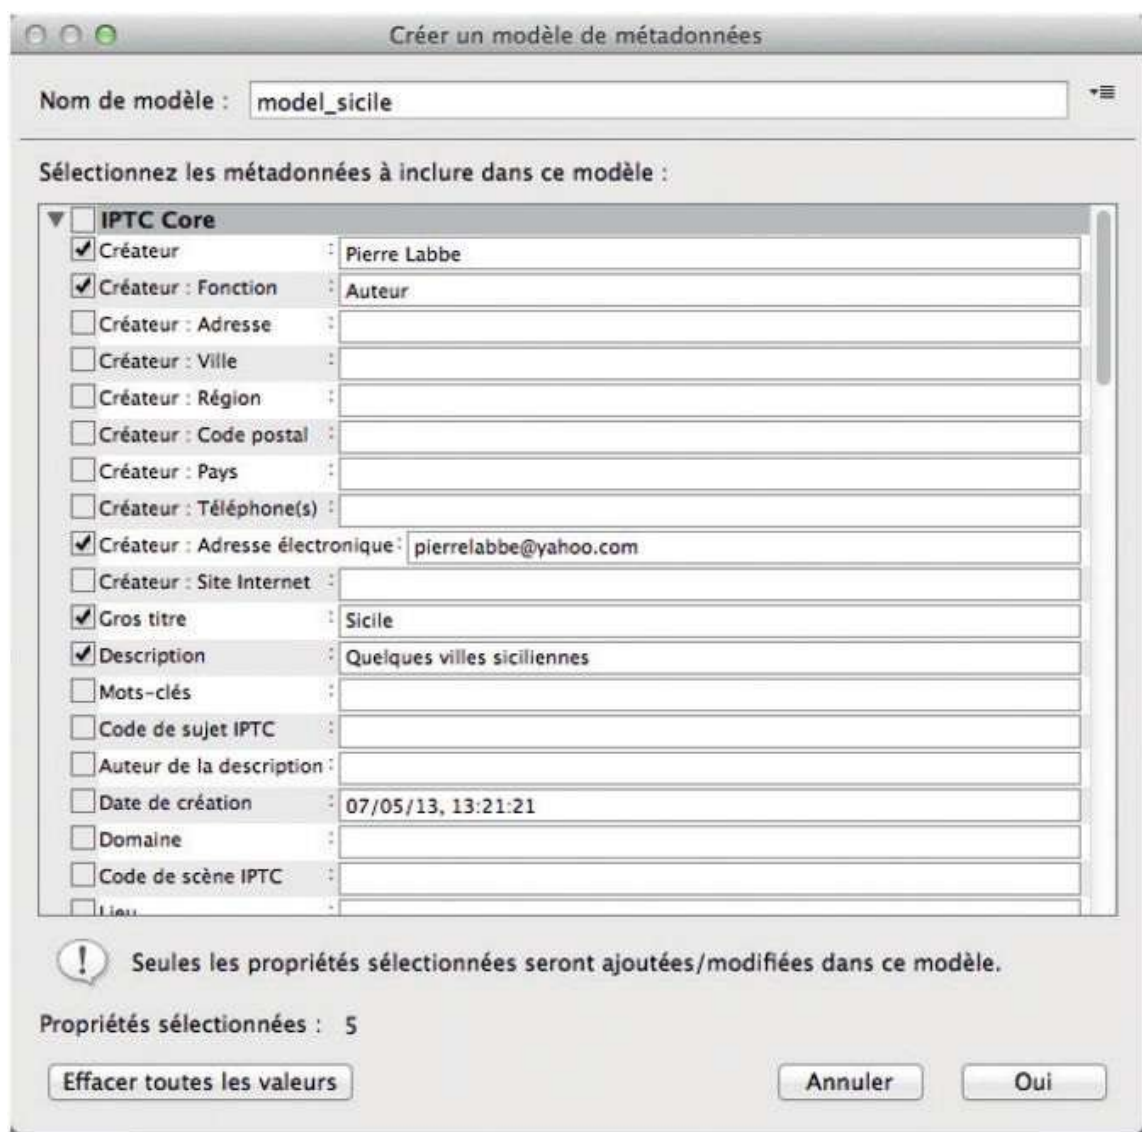 Créer un modèle de métadonnées
Nom de modèle : model_sicile
Sélectionnez les métadonnées à inclure dans ce modèle :
IPTC Core
Créateur : Pierre Labbe
Créateur : Fonction : Auteur
Créateur : Adresse :
Créateur : Ville :
Créateur : Région :
Créateur : Code postal :
Créateur : Pays :
Créateur : Téléphone(s) :
Créateur : Adresse électronique : pierrelabbe@yahoo.com
Créateur : Site Internet :
Gros titre : Sicile
Description : Quelques villes siciliennes
Mots-clés :
Code de sujet IPTC :
Auteur de la description :
Date de création : 07/05/13, 13:21:21
Domaine :
Code de scène IPTC :
Lieu :
Seules les propriétés sélectionnées seront ajoutées/modifiées dans ce modèle.
Propriétés sélectionnées : 5
Effacer toutes les valeurs
Annuler
Oui